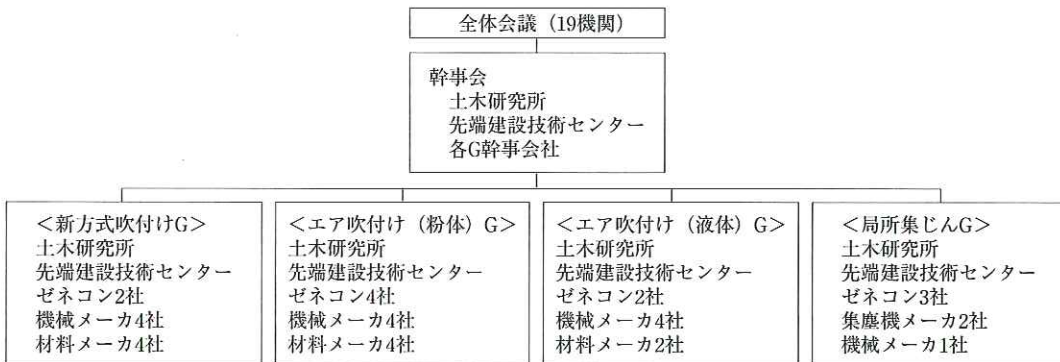 全体会議（19機関）
幹事会
土木研究所
先端建設技術センター
各G幹事会社
＜新方式吹付けG＞
土木研究所
先端建設技術センター
ゼネコン2社
機械メーカ4社
材料メーカ4社
＜エア吹付け（粉体）G＞
土木研究所
先端建設技術センター
ゼネコン4社
機械メーカ4社
材料メーカ4社
＜エア吹付け（液体）G＞
土木研究所
先端建設技術センター
ゼネコン2社
機械メーカ4社
材料メーカ2社
＜局所集じんG＞
土木研究所
先端建設技術センター
ゼネコン3社
集塵機メーカ2社
機械メーカ1社